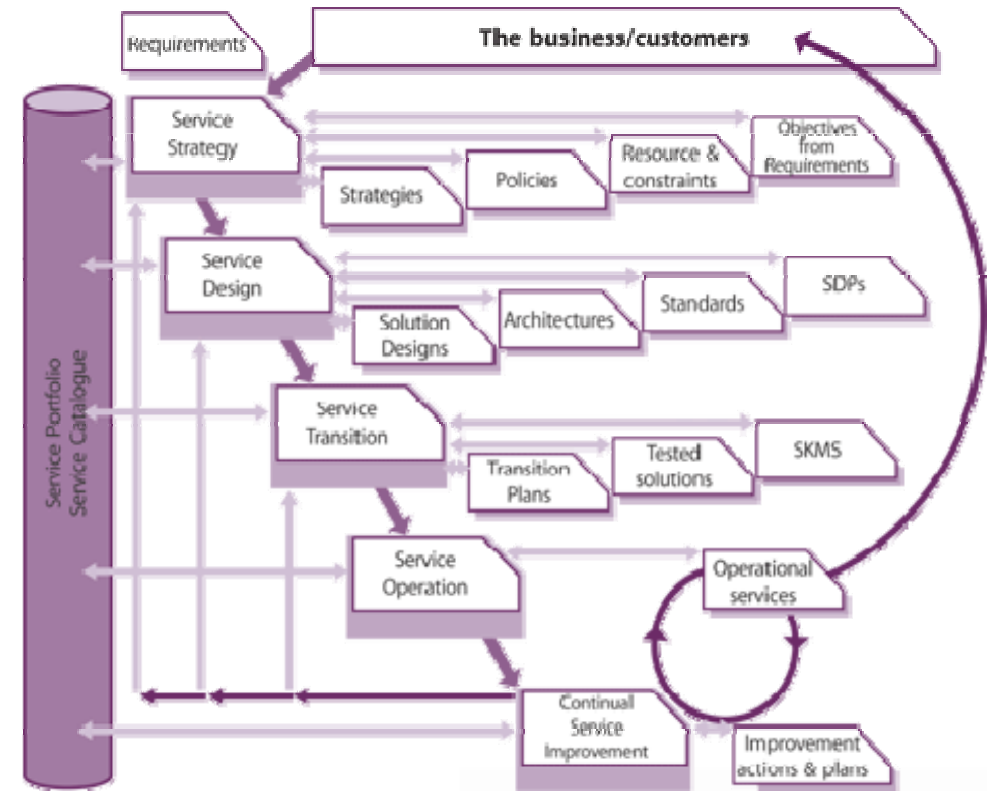 Requirements
The business/customers
Service
Strategy
Objectives
from
Requirements
Resource &
constraints
Policies
Strategies
Service
Design
SDPs
Standards
Architectures
Solution
Designs
Service Portfolio
Service Catalogue
Service
Transition
SKMS
Tested
solutions
Transition
Plans
Service
Operation
Operational
services
Continual
Service
Improvement
Improvement
actions & plans